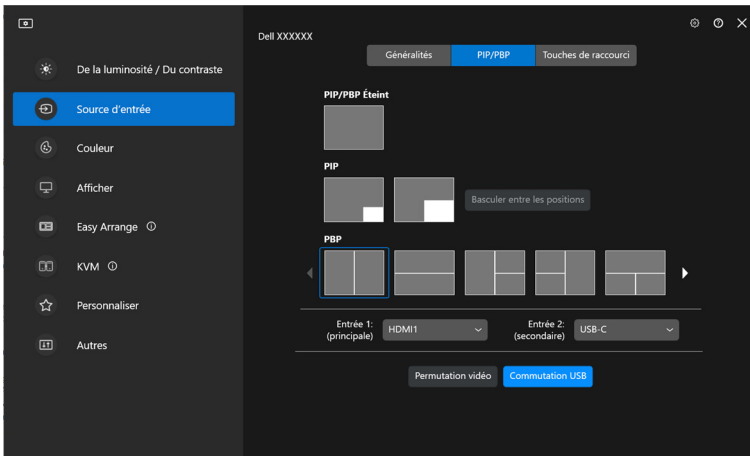 Dell XXXXXX
Généralités
PIP/PBP
Touches de raccourci
De la luminosité / Du contraste
Source d'entrée
Couleur
Afficher
Easy Arrange
KVM
Personnaliser
Autres
PIP/PBP Éteint
PIP
Basculer entre les positions
PBP
Entrée 1:
(principale)
HDMI1
Entrée 2:
(secondaire)
USB-C
Permutation vidéo
Commutation USB